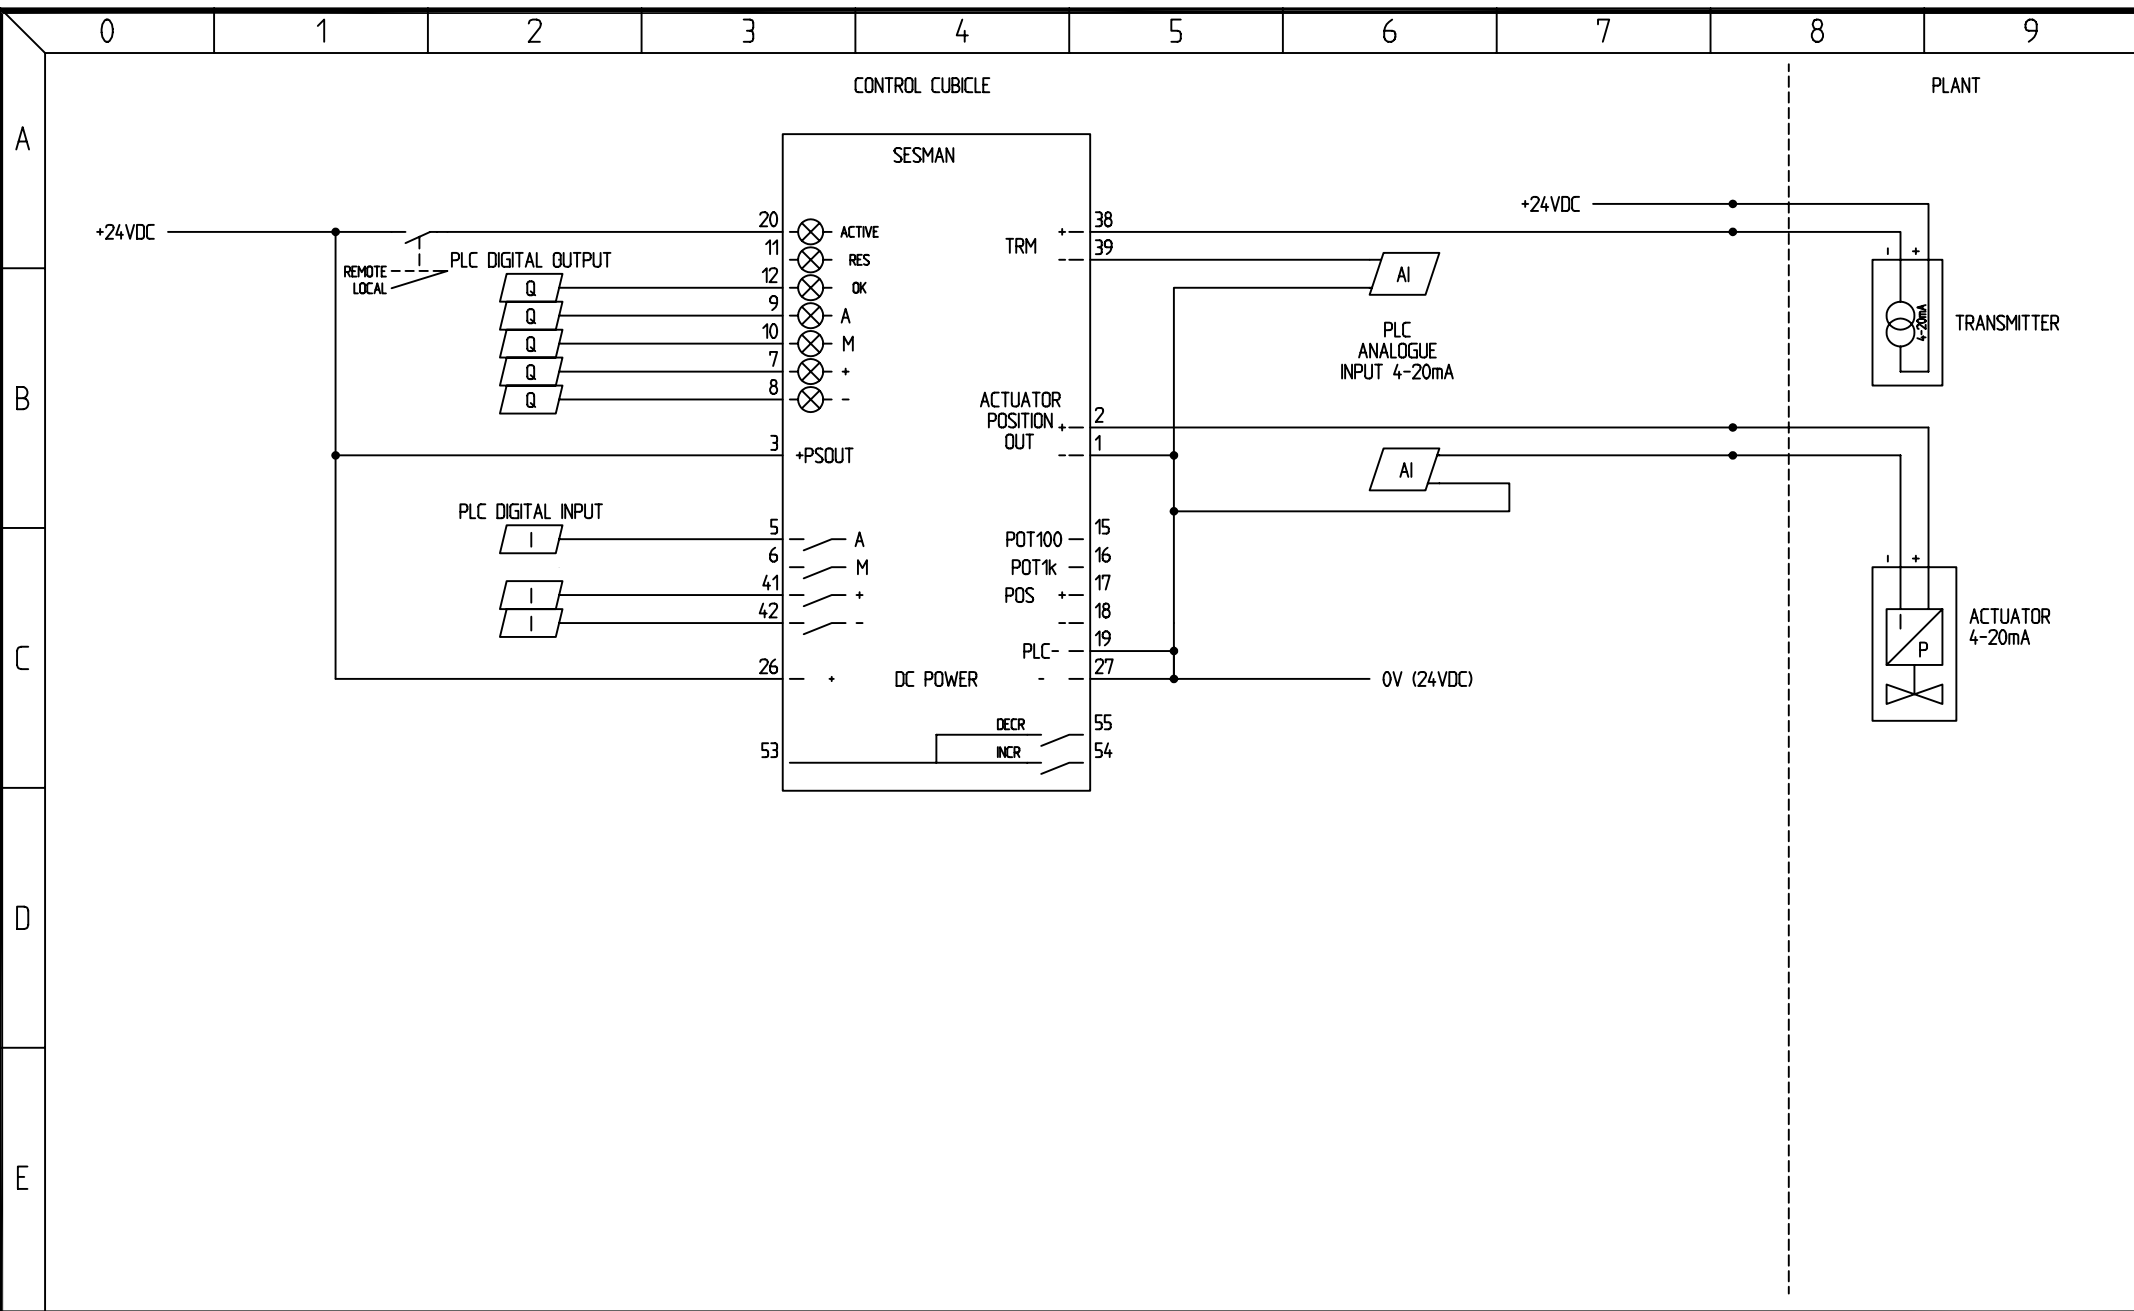 0 1 2 3 4 5 6 7 8 9
CONTROL CUBICLE
PLANT
A
SESMAN
+24VDC
20 ACTIVE
11 RES
12 OK
9 A
10 M
7 +
8 -
REMOTE
LOCAL
PLC DIGITAL OUTPUT
Q
Q
Q
Q
Q
TRM
+ 38
- 39
+24VDC
AI
PLC
ANALOGUE
INPUT 4-20mA
- +
4-20mA
TRANSMITTER
B
ACTUATOR
POSITION
OUT
+ 2
- 1
AI
3 +PSOUT
PLC DIGITAL INPUT
I
I
I
5 A
6 M
41 +
42 -
POT100 15
POT1k 16
POS + 17
- 18
PLC- 19
26 + DC POWER - 27
0V (24VDC)
- +
I
P
ACTUATOR
4-20mA
C
DECR 55
53 INCR 54
D
E